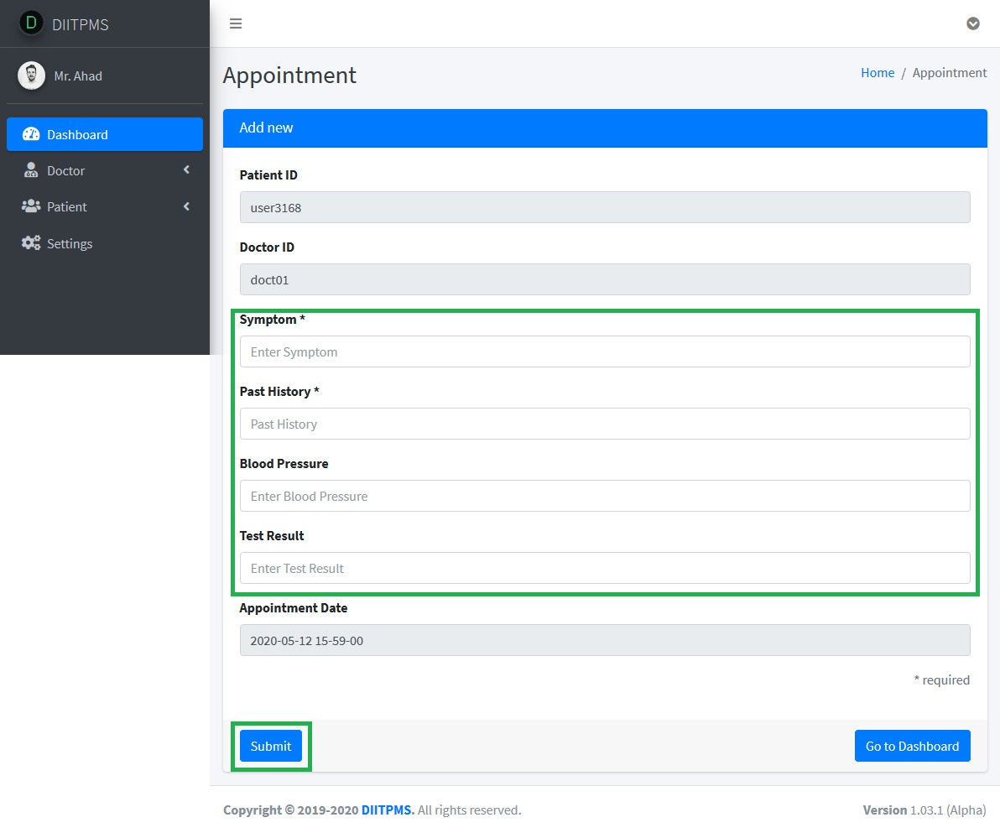 D DIITPMS
Mr. Ahad
Dashboard
Doctor
Patient
Settings
Appointment
Home / Appointment
Add new
Patient ID
user3168
Doctor ID
doct01
Symptom *
Enter Symptom
Past History *
Past History
Blood Pressure
Enter Blood Pressure
Test Result
Enter Test Result
Appointment Date
2020-05-12 15-59-00
* required
Submit
Go to Dashboard
Copyright © 2019-2020 DIITPMS. All rights reserved.
Version 1.03.1 (Alpha)